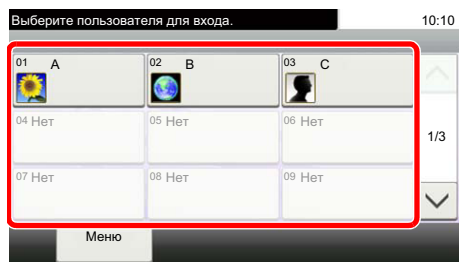 Выберите пользователя для входа. 10:10
01 A 02 B 03 C
04 Нет 05 Нет 06 Нет
1/3
07 Нет 08 Нет 09 Нет
Меню